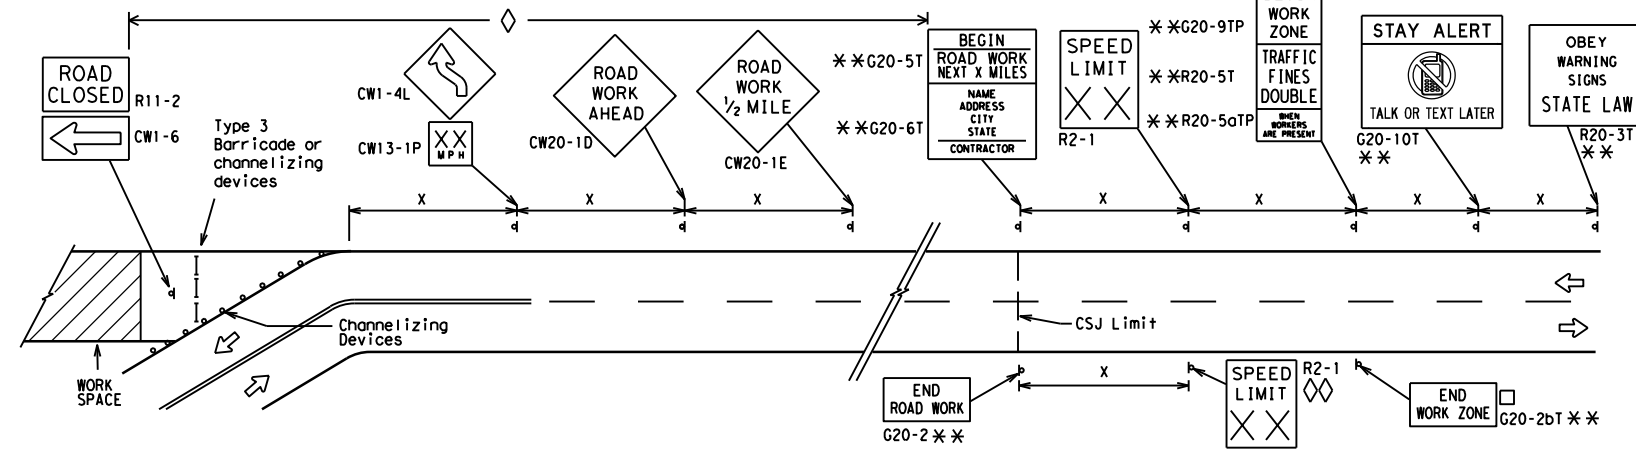 ROAD
CLOSED
R11-2
CW1-6
Type 3
Barricade or
channelizing
devices
CW1-4L
XX
MPH
CW13-1P
ROAD
WORK
AHEAD
CW20-1D
ROAD
WORK
1/2 MILE
CW20-1E
**G20-5T
**G20-6T
BEGIN
ROAD WORK
NEXT X MILES
NAME
ADDRESS
CITY
STATE
CONTRACTOR
SPEED
LIMIT
XX
R2-1
**G20-9TP
**R20-5T
**R20-5aTP
WORK
ZONE
TRAFFIC
FINES
DOUBLE
WHEN
WORKERS
ARE PRESENT
STAY ALERT
TALK OR TEXT LATER
G20-10T
**
OBEY
WARNING
SIGNS
STATE LAW
R20-3T
**
X X X X X X X
Channelizing
Devices
CSJ Limit
WORK
SPACE
END
ROAD WORK
G20-2**
X
SPEED
LIMIT
XX
R2-1
END
WORK ZONE
G20-2bT **